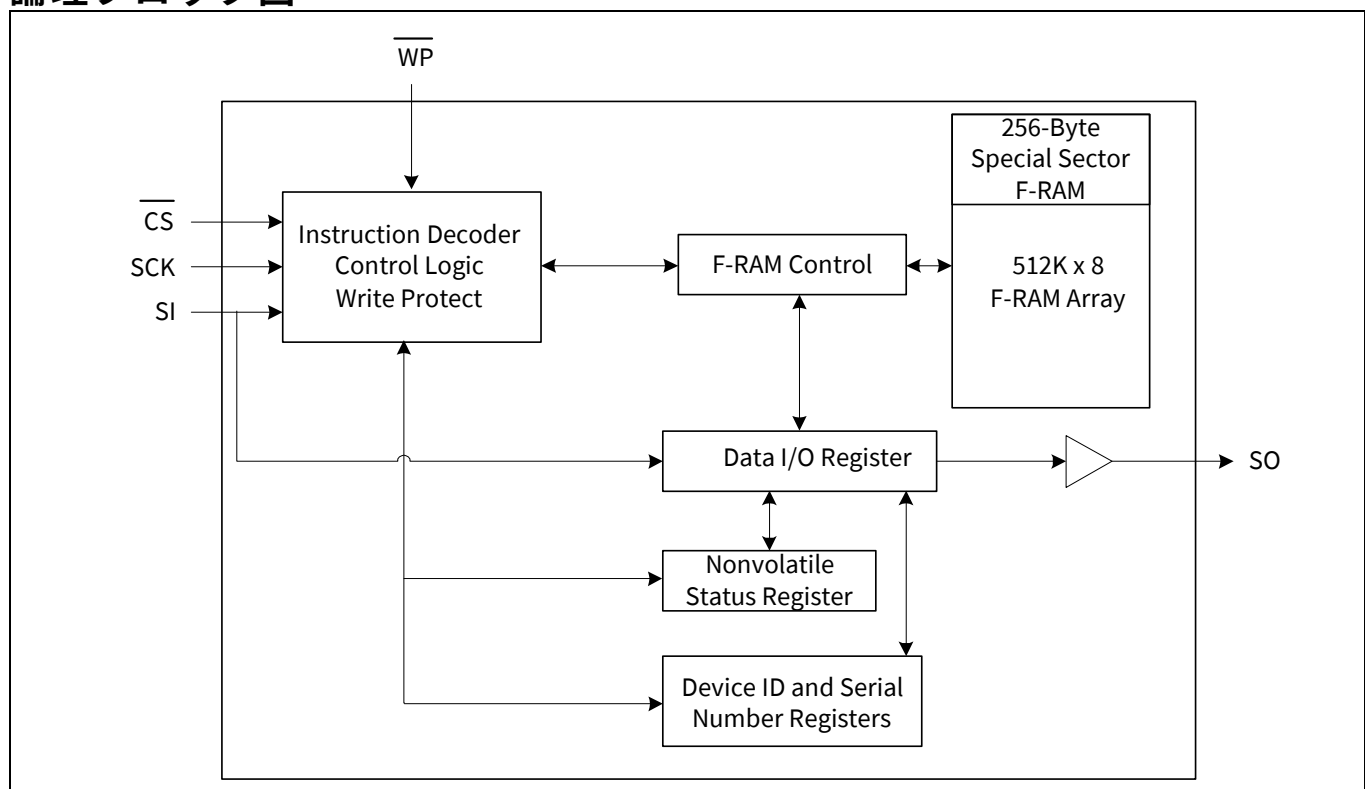 論理ブロック図
WP
256-Byte
Special Sector
F-RAM
CS
SCK
SI
Instruction Decoder
Control Logic
Write Protect
F-RAM Control
512K x 8
F-RAM Array
Data I/O Register
SO
Nonvolatile
Status Register
Device ID and Serial
Number Registers